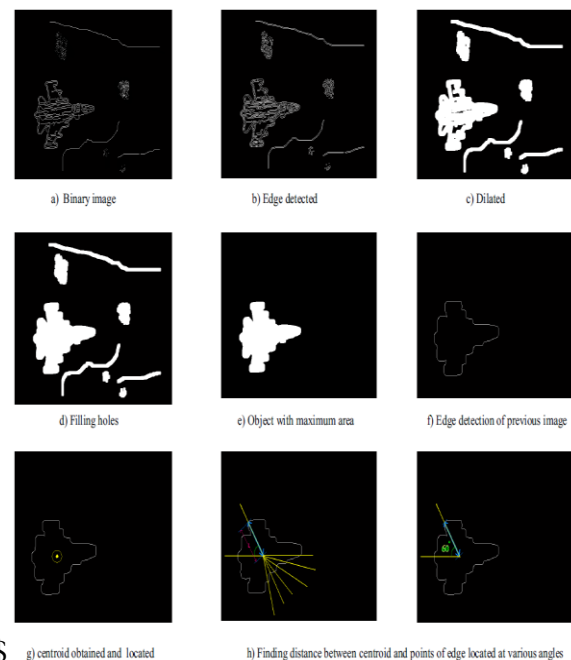 a) Binary image
b) Edge detected
c) Dilated
d) Filling holes
e) Object with maximum area
f) Edge detection of previous image
60°
S
g) centroid obtained and located
h) Finding distance between centroid and points of edge located at various angles